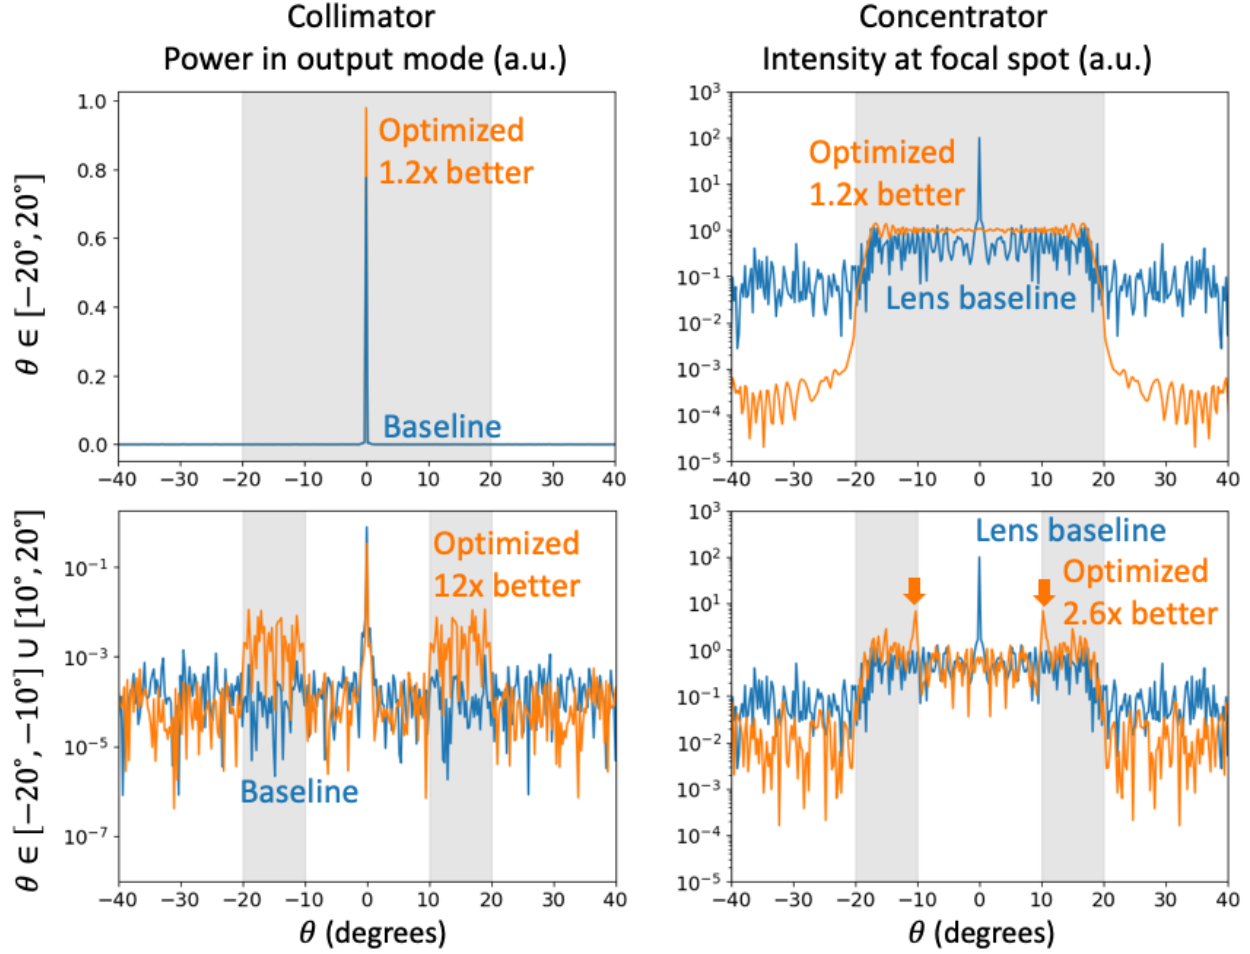 Collimator
Power in output mode (a.u.)
Concentrator
Intensity at focal spot (a.u.)
θ ∈ [−20°, 20°]
1.0
0.8
0.6
0.4
0.2
0.0
Optimized
1.2x better
Baseline
−40 −30 −20 −10 0 10 20 30 40
10³
10²
10¹
10⁰
10⁻¹
10⁻²
10⁻³
10⁻⁴
10⁻⁵
Optimized
1.2x better
Lens baseline
−40 −30 −20 −10 0 10 20 30 40
θ ∈ [−20°, −10°] ∪ [10°, 20°]
10⁻¹
10⁻³
10⁻⁵
10⁻⁷
Optimized
12x better
Baseline
−40 −30 −20 −10 0 10 20 30 40
θ (degrees)
10³
10²
10¹
10⁰
10⁻¹
10⁻²
10⁻³
10⁻⁴
10⁻⁵
Lens baseline
Optimized
2.6x better
−40 −30 −20 −10 0 10 20 30 40
θ (degrees)